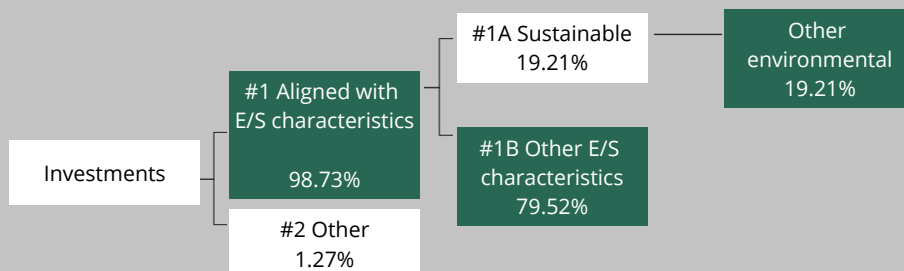 Investments
#1 Aligned with
E/S characteristics
98.73%
#2 Other
1.27%
#1A Sustainable
19.21%
#1B Other E/S
characteristics
79.52%
Other
environmental
19.21%